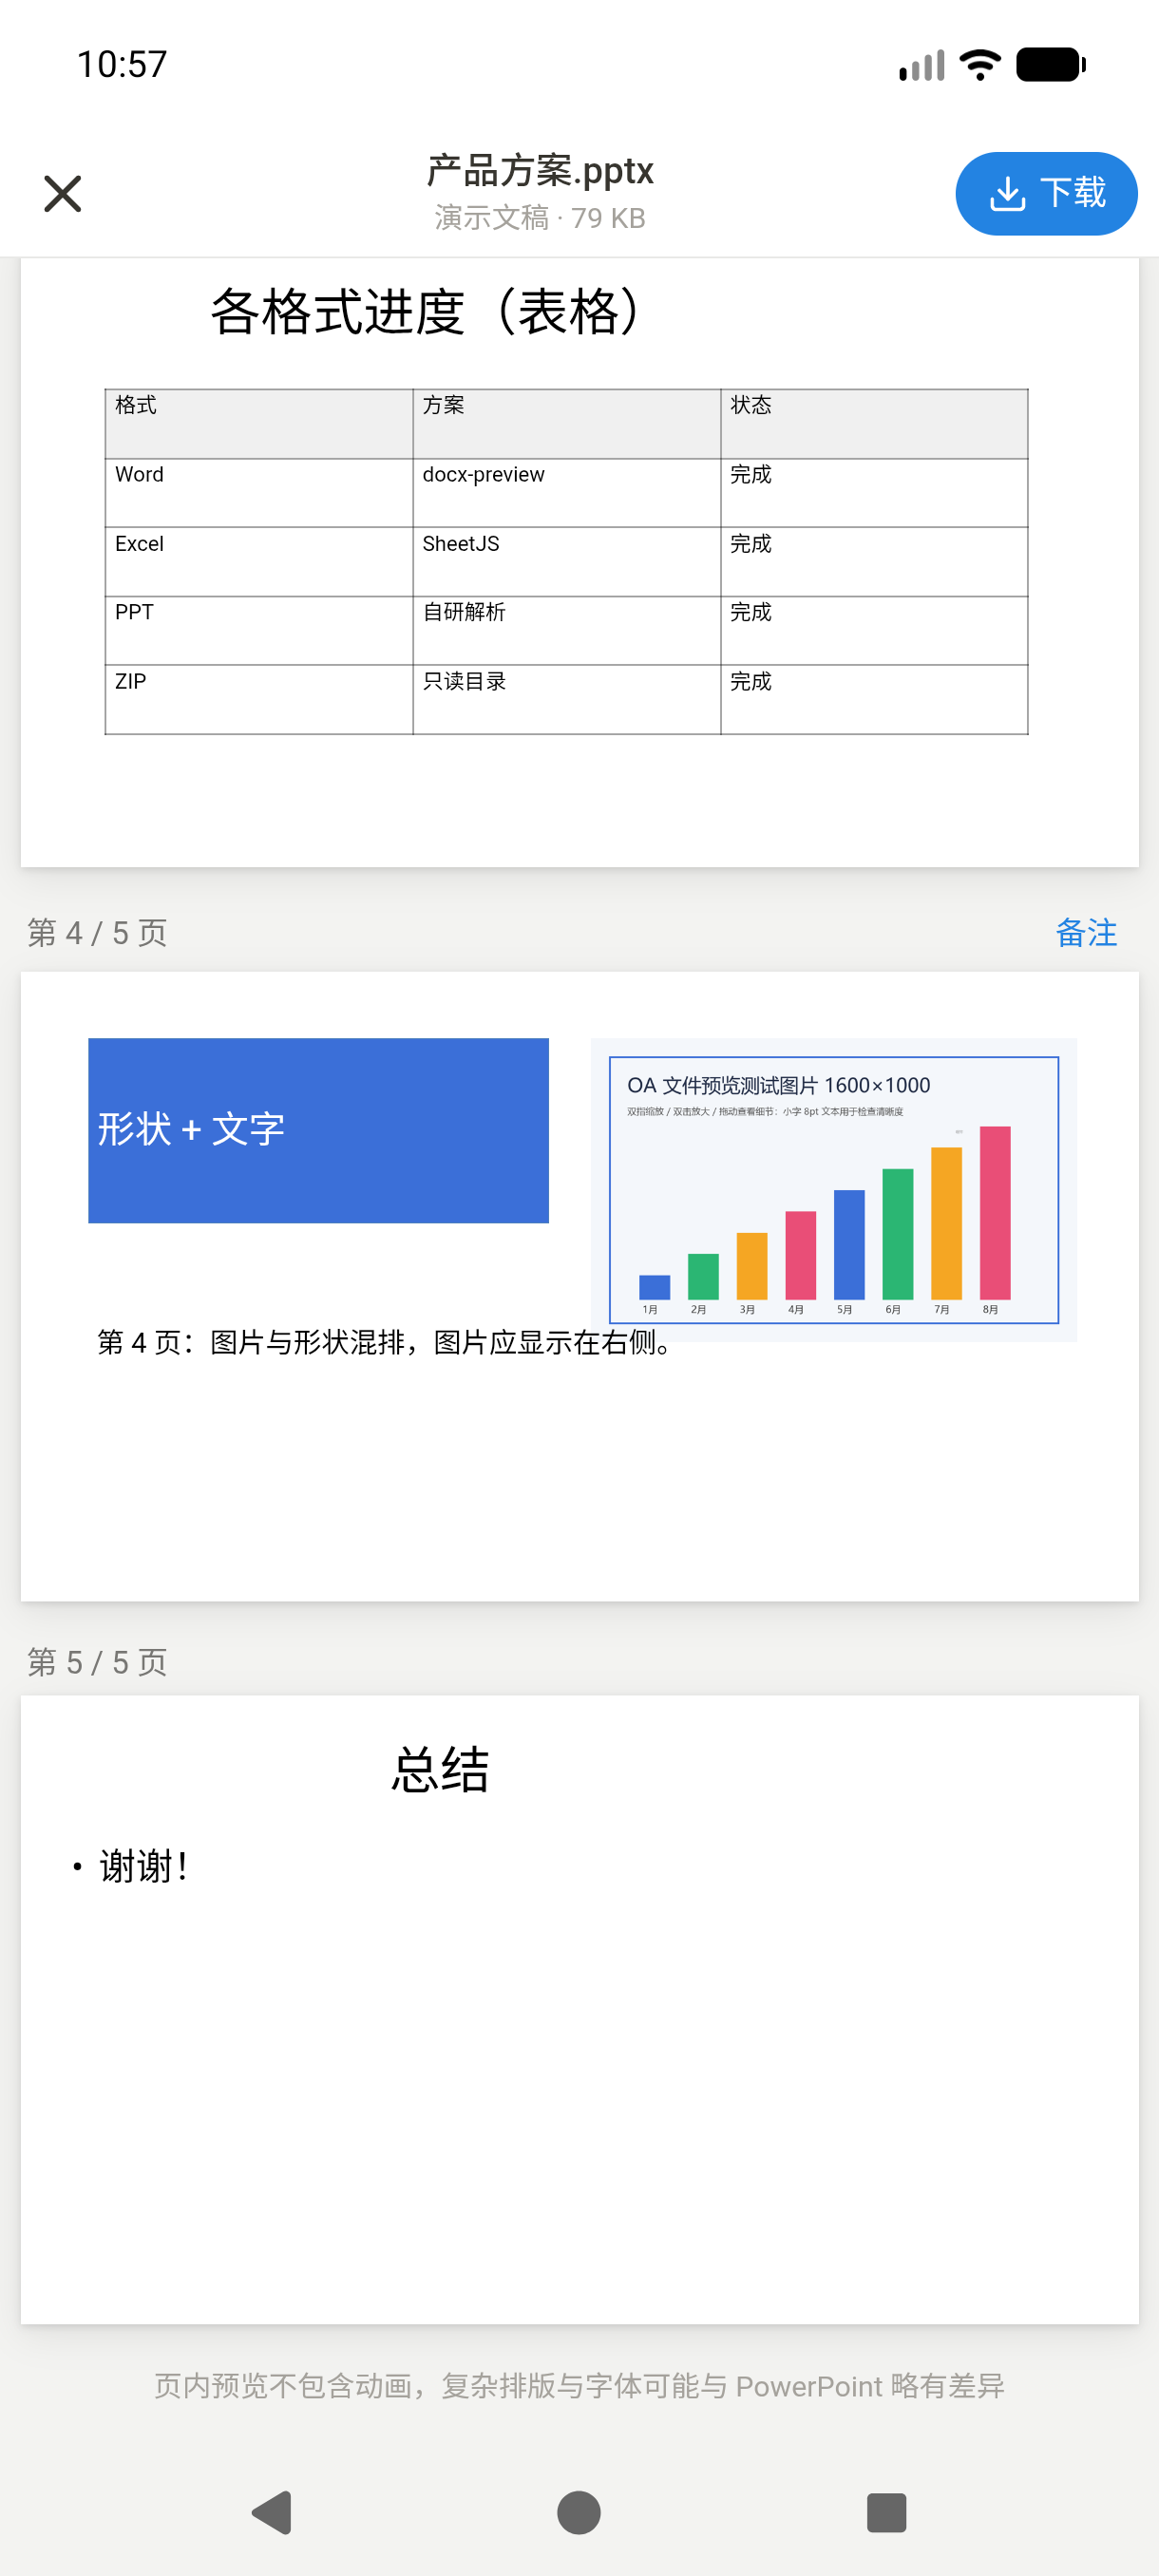 10:57
产品方案.pptx
演示文稿 · 79 KB
下载
各格式进度（表格）
格式 方案 状态
Word docx-preview 完成
Excel SheetJS 完成
PPT 自研解析 完成
ZIP 只读目录 完成
第 4 / 5 页
备注
形状 + 文字
OA 文件预览测试图片 1600×1000
双指缩放 / 双击放大 / 拖动查看细节：小字 8pt 文本用于检查清晰度
1月 2月 3月 4月 5月 6月 7月 8月
第 4 页：图片与形状混排，图片应显示在右侧。
第 5 / 5 页
总结
• 谢谢！
页内预览不包含动画，复杂排版与字体可能与 PowerPoint 略有差异